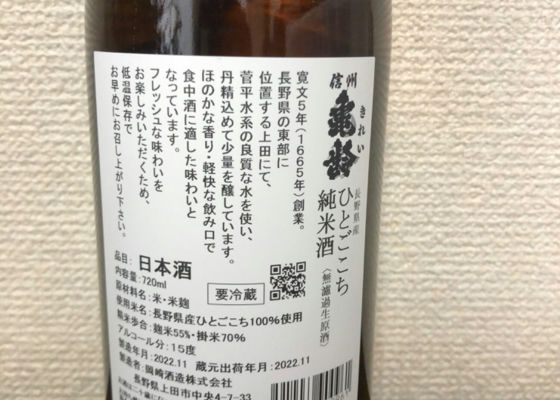 信州
亀齢
きれい
長野県産
ひとごこち
純米酒
(無濾過生原酒)
寛文5年(1665年)創業。
長野県の東部に
位置する上田にて、
菅平水系の良質な水を使い、
丹精込めて少量を醸しています。
ほのかな香り・軽快な飲み口で
食中酒に適した味わいと
なっています。
フレッシュな味わいを
お楽しみいただくため、
低温保存で
お早めにお召し上がり下さい。
品目:日本酒
内容量:720ml
要冷蔵
原材料名:米・米麹
使用米名:長野県産ひとごこち100%使用
精米歩合:麹米55%・掛米70%
アルコール分:15度
製造年月:2022.11 蔵元出荷年月:2022.11
製造者:岡崎酒造株式会社
長野県上田市中央4-7-33